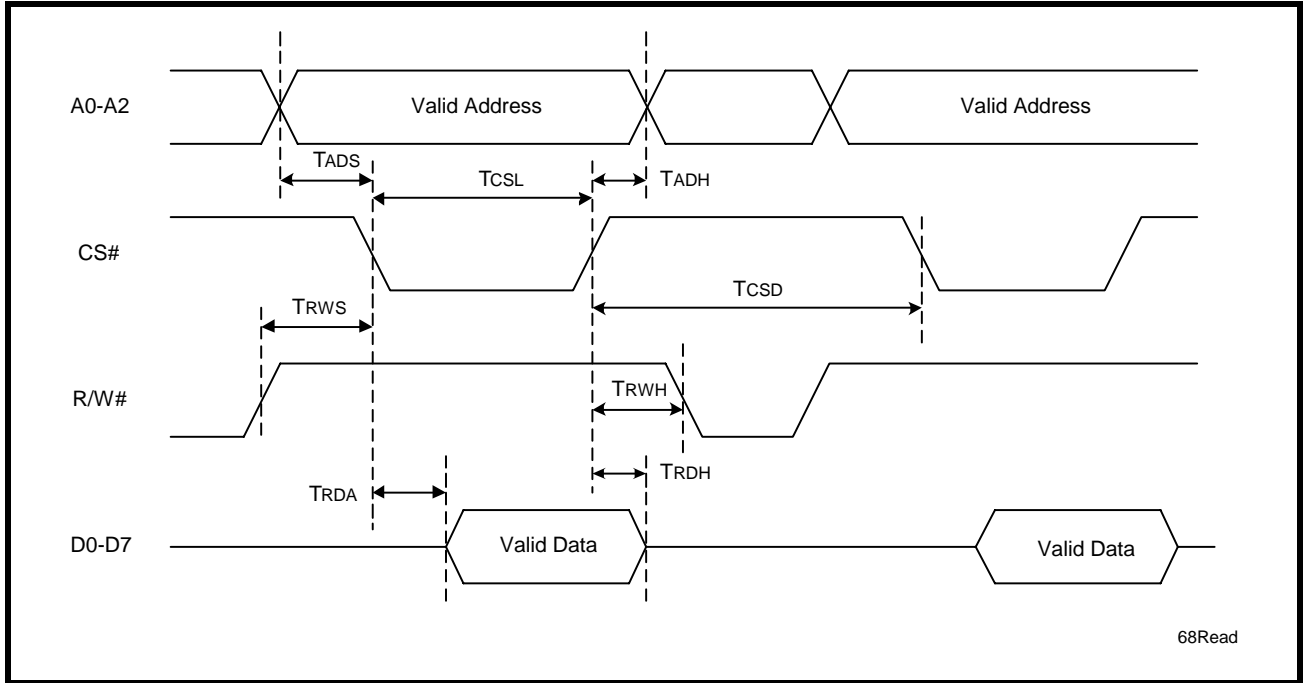 A0-A2
Valid Address
Valid Address
TADS
TCSL
TADH
CS#
TCSD
TRWS
R/W#
TRWH
TRDH
TRDA
D0-D7
Valid Data
Valid Data
68Read